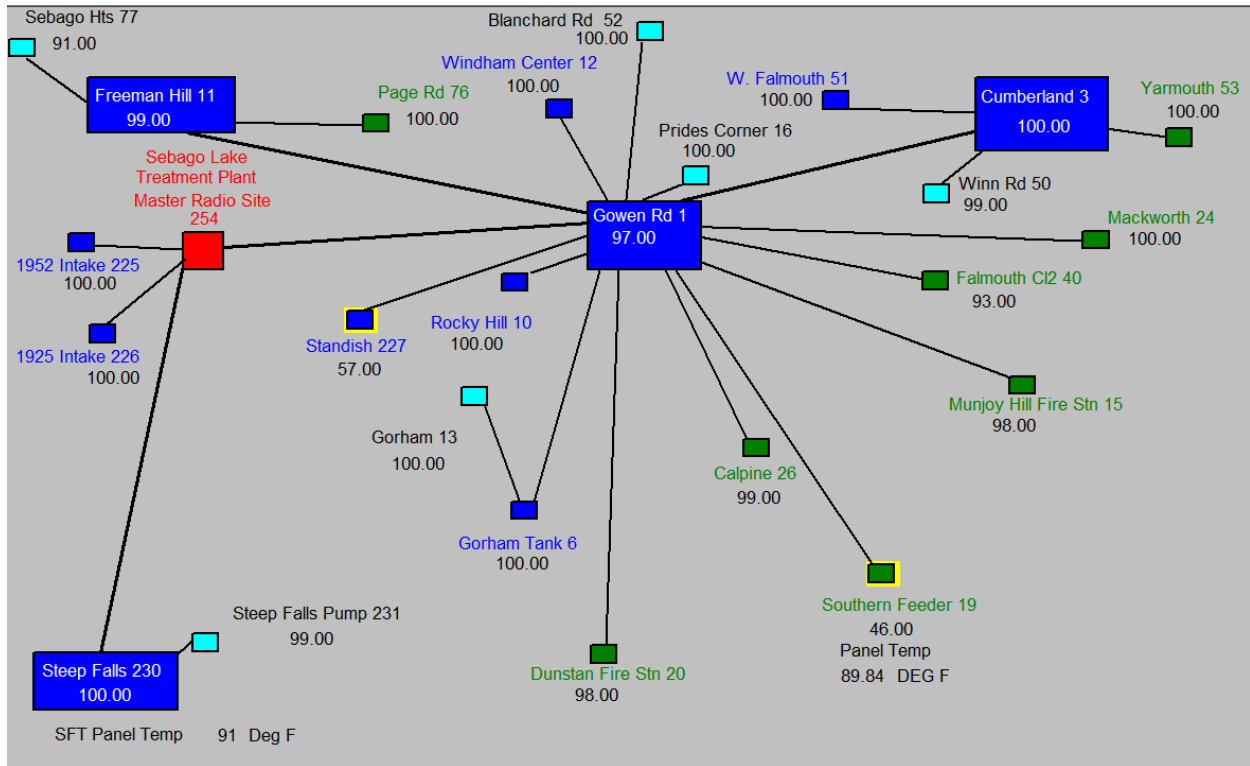 Sebago Hts 77
91.00
Freeman Hill 11
99.00
Page Rd 76
100.00
Windham Center 12
100.00
Blanchard Rd 52
100.00
Prides Corner 16
100.00
W. Falmouth 51
100.00
Cumberland 3
100.00
Yarmouth 53
100.00
Winn Rd 50
99.00
Sebago Lake
Treatment Plant
Master Radio Site
254
Gowen Rd 1
97.00
Mackworth 24
100.00
1952 Intake 225
100.00
1925 Intake 226
100.00
Standish 227
57.00
Rocky Hill 10
100.00
Falmouth Cl2 40
93.00
Munjoy Hill Fire Stn 15
98.00
Gorham 13
100.00
Calpine 26
99.00
Gorham Tank 6
100.00
Southern Feeder 19
46.00
Panel Temp
89.84 DEG F
Steep Falls Pump 231
99.00
Dunstan Fire Stn 20
98.00
Steep Falls 230
100.00
SFT Panel Temp 91 Deg F